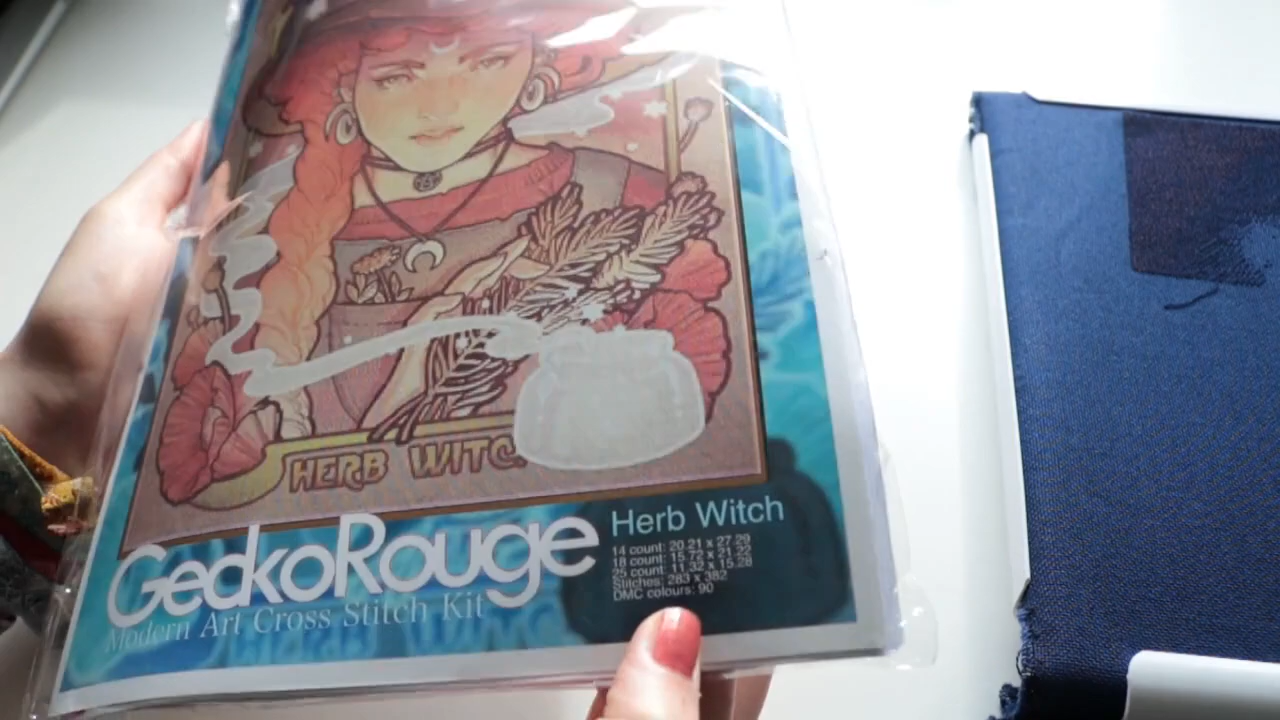 HERB WITC
GeckoRouge
Modern Art Cross Stitch Kit
Herb Witch
14 count: 20.21 x 27.29
18 count: 15.72 x 21.22
25 count: 11.32 x 15.28
Stitches: 283 x 382
DMC colours: 90